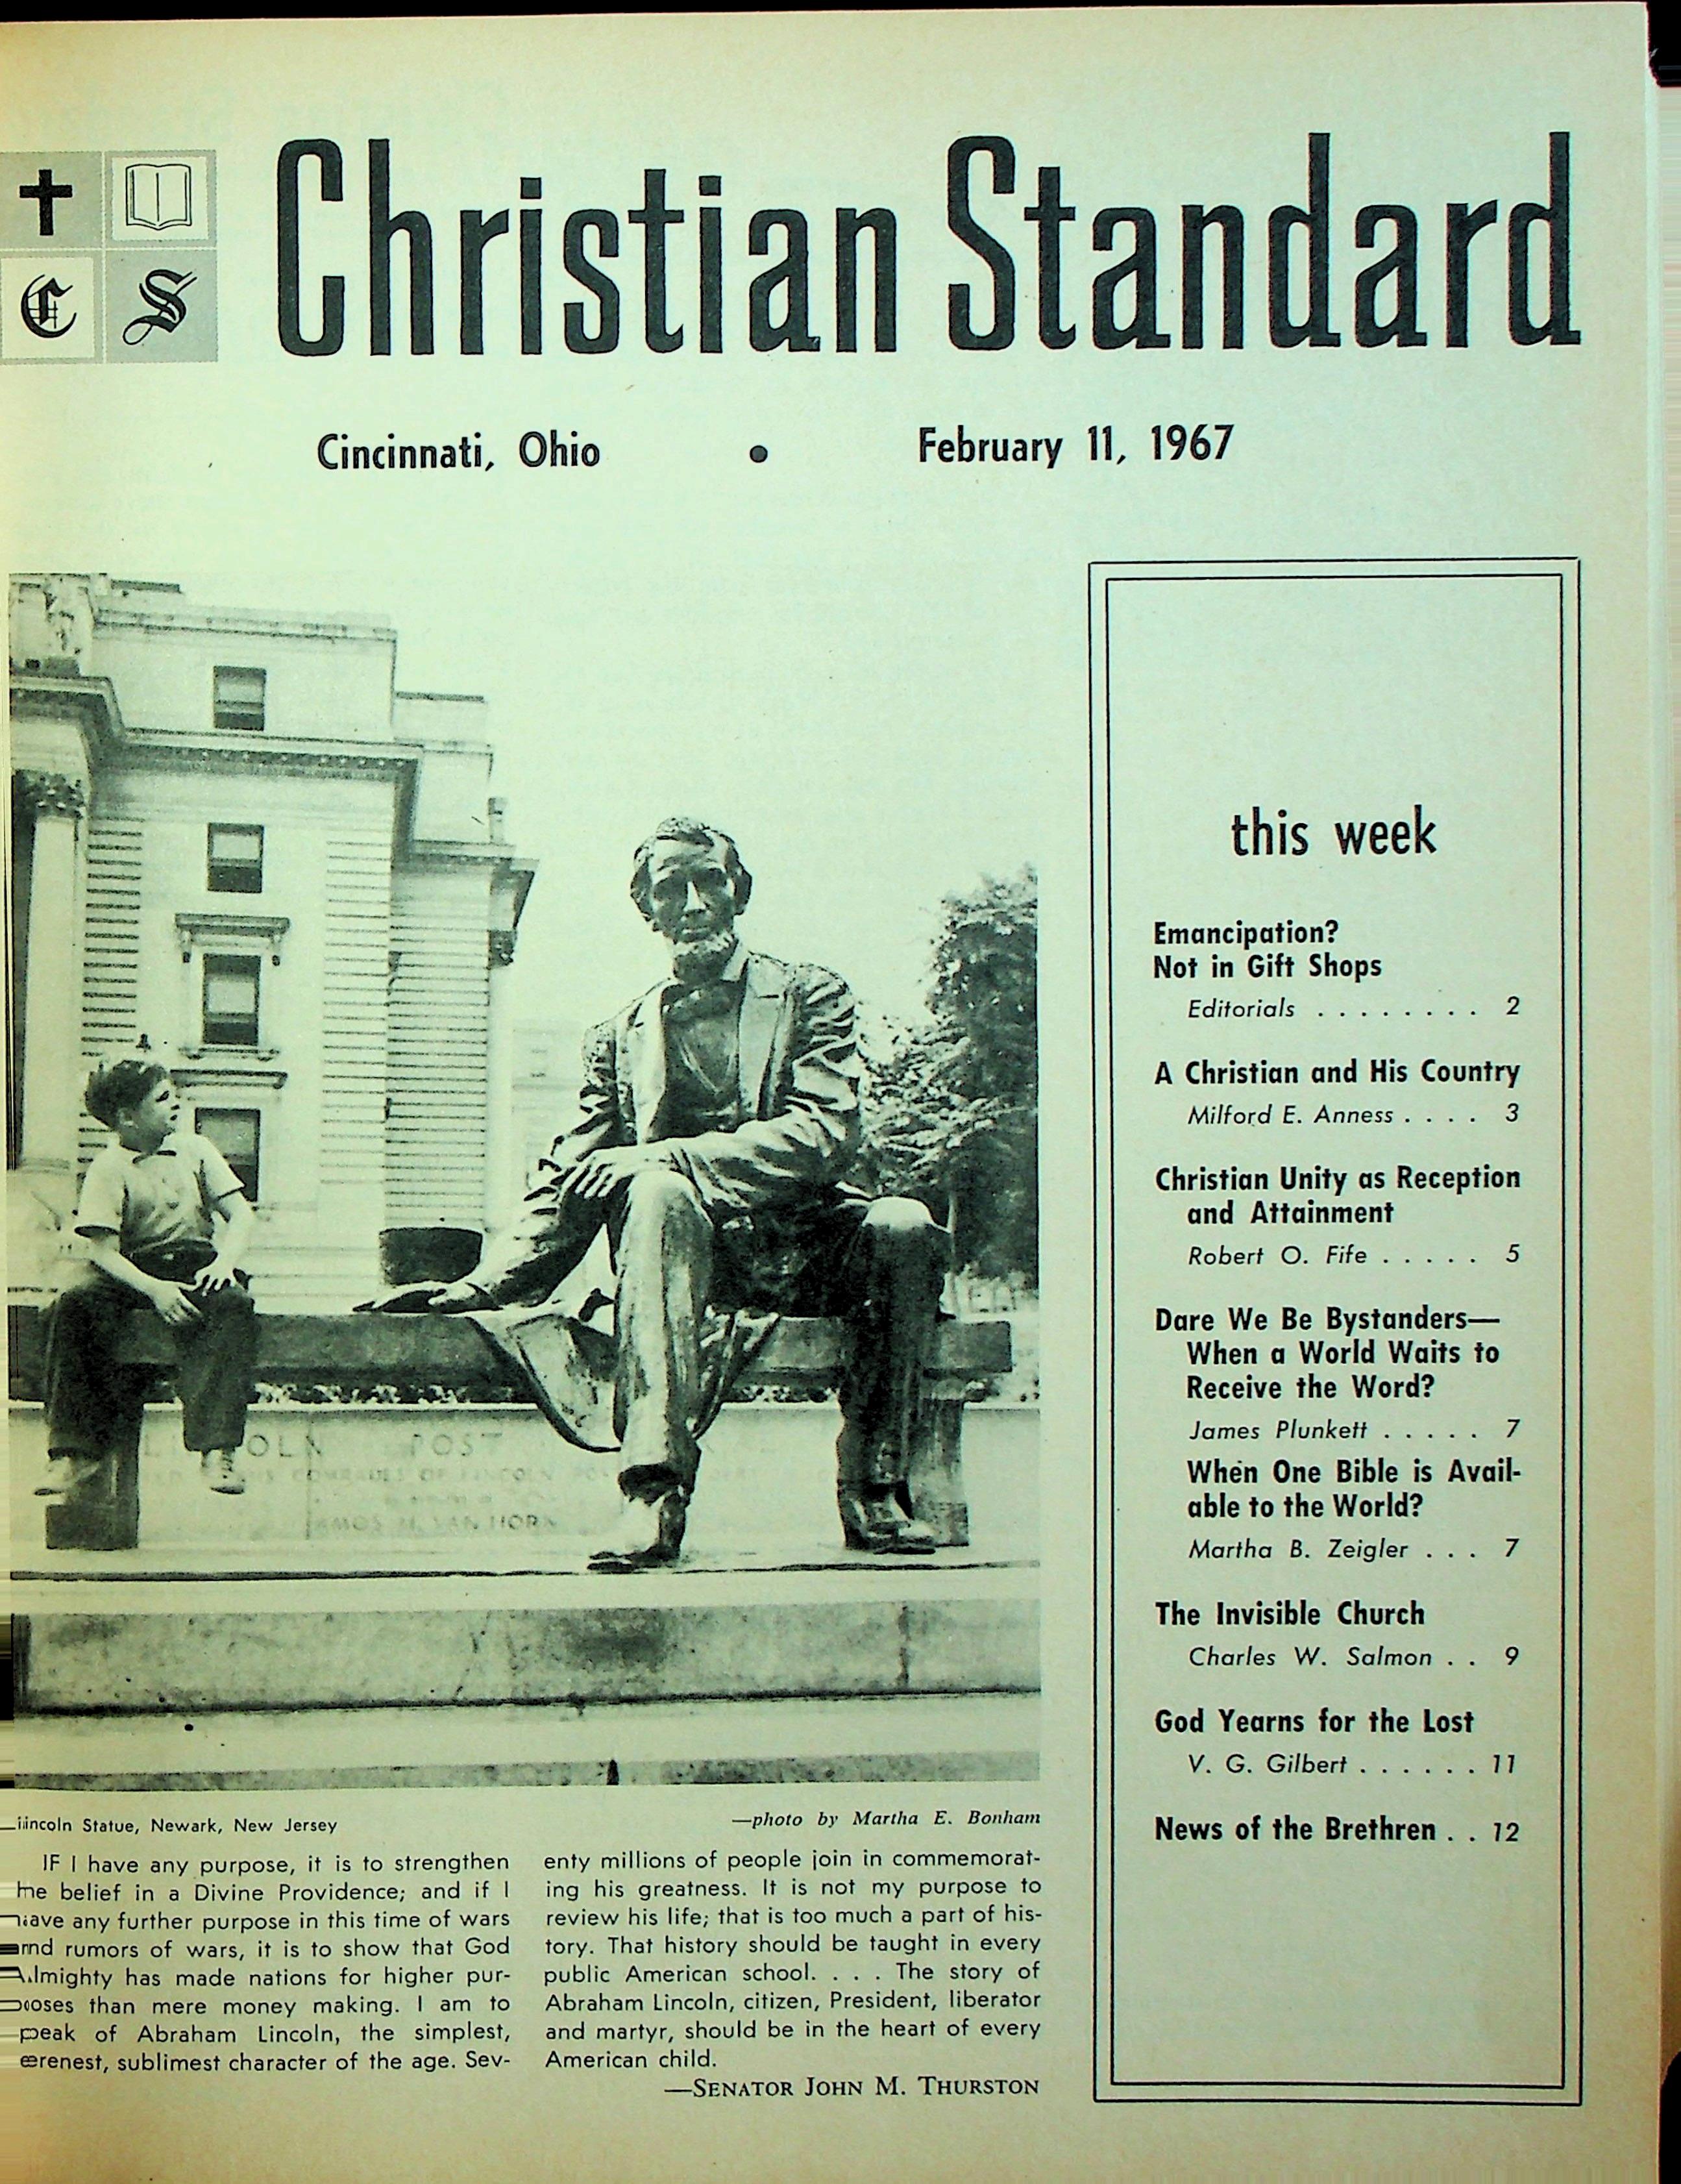 C S
Christian Standard
Cincinnati, Ohio • February 11, 1967
LINCOLN POST
COMRADES OF LINCOLN
AMOS H. VAN HORN
Lincoln Statue, Newark, New Jersey
—photo by Martha E. Bonham
IF I have any purpose, it is to strengthen
the belief in a Divine Providence; and if I
have any further purpose in this time of wars
and rumors of wars, it is to show that God
Almighty has made nations for higher pur-
poses than mere money making. I am to
speak of Abraham Lincoln, the simplest,
serenest, sublimest character of the age. Sev-
enty millions of people join in commemorat-
ing his greatness. It is not my purpose to
review his life; that is too much a part of his-
tory. That history should be taught in every
public American school. . . . The story of
Abraham Lincoln, citizen, President, liberator
and martyr, should be in the heart of every
American child.
—SENATOR JOHN M. THURSTON
this week
Emancipation?
Not in Gift Shops
Editorials . . . . . . . . 2
A Christian and His Country
Milford E. Anness . . . . 3
Christian Unity as Reception
and Attainment
Robert O. Fife . . . . . 5
Dare We Be Bystanders—
When a World Waits to
Receive the Word?
James Plunkett . . . . . 7
When One Bible is Avail-
able to the World?
Martha B. Zeigler . . . 7
The Invisible Church
Charles W. Salmon . . 9
God Yearns for the Lost
V. G. Gilbert . . . . . . 11
News of the Brethren . . 12